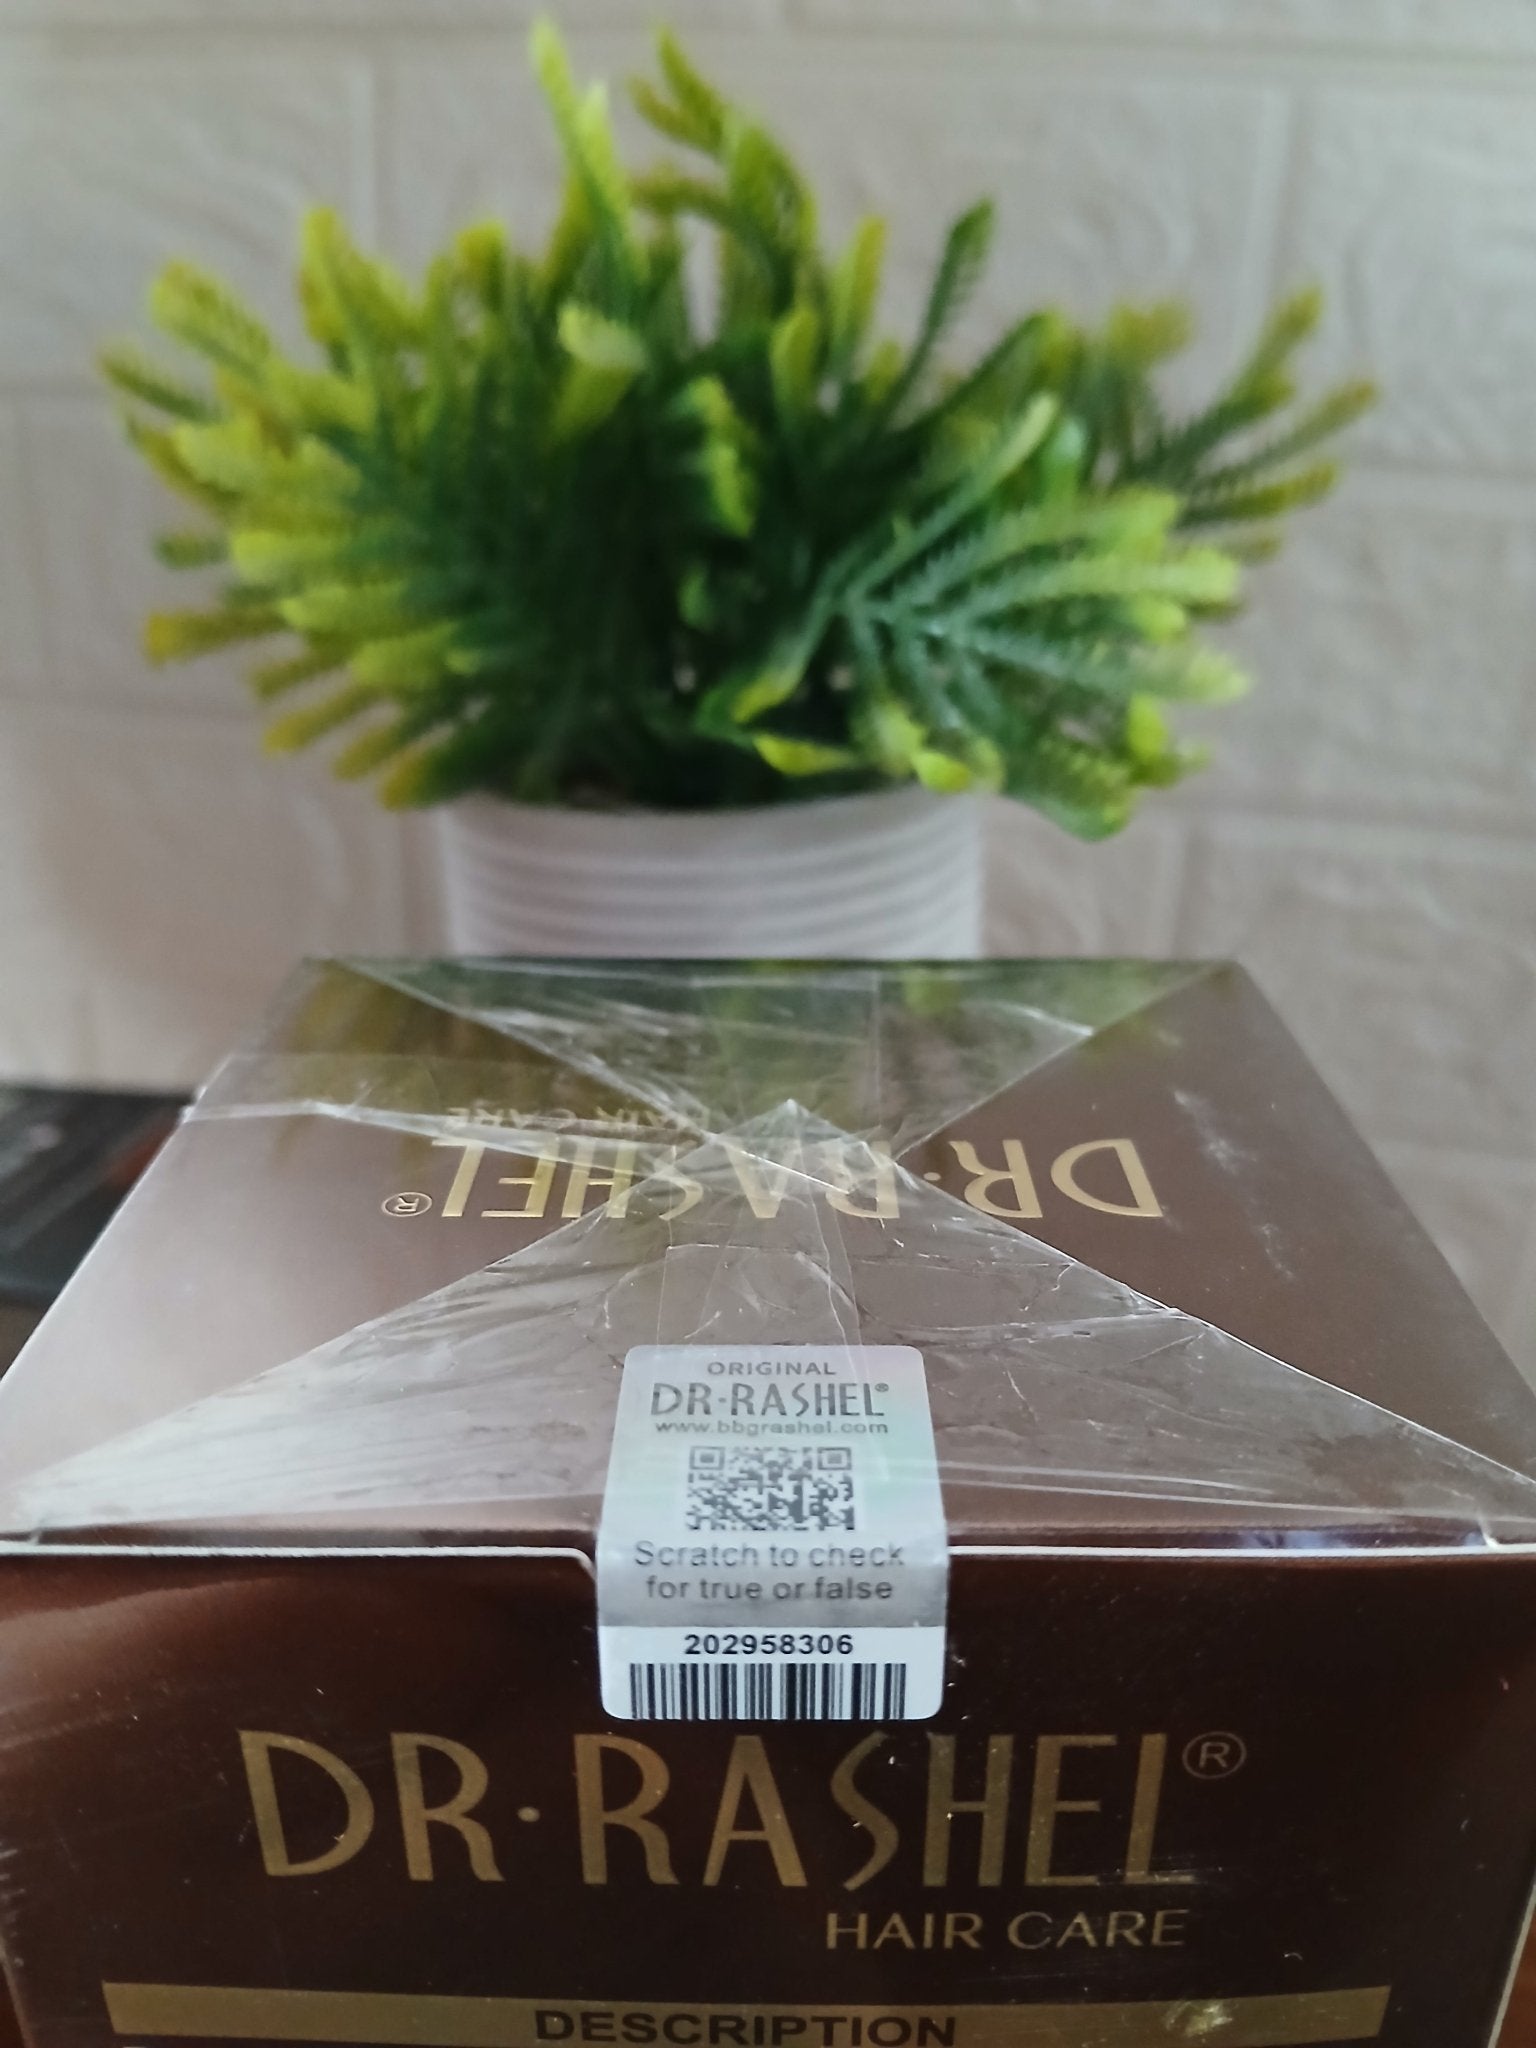 HAIR CARE
DR·RASHEL®
ORIGINAL
DR·RASHEL®
www.bbgrashel.com
Scratch to check
for true or false
202958306
DR·RASHEL®
HAIR CARE
DESCRIPTION